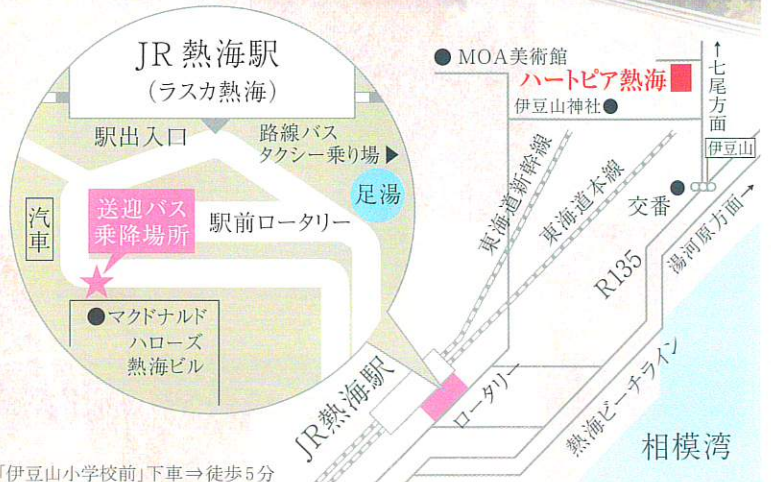 JR 熱海駅
(ラスカ熱海)
駅出入口
路線バス
タクシー乗り場▶
足湯
汽車
送迎バス
乗降場所
駅前ロータリー
●マクドナルド
ハローズ
熱海ビル
● MOA美術館
ハートピア熱海
伊豆山神社●
↑七尾方面
伊豆山
交番
東海道新幹線
東海道本線
湯河原方面→
R135
JR熱海駅
ロータリー
熱海ビーチライン
相模湾
「伊豆山小学校前」下車⇒徒歩5分